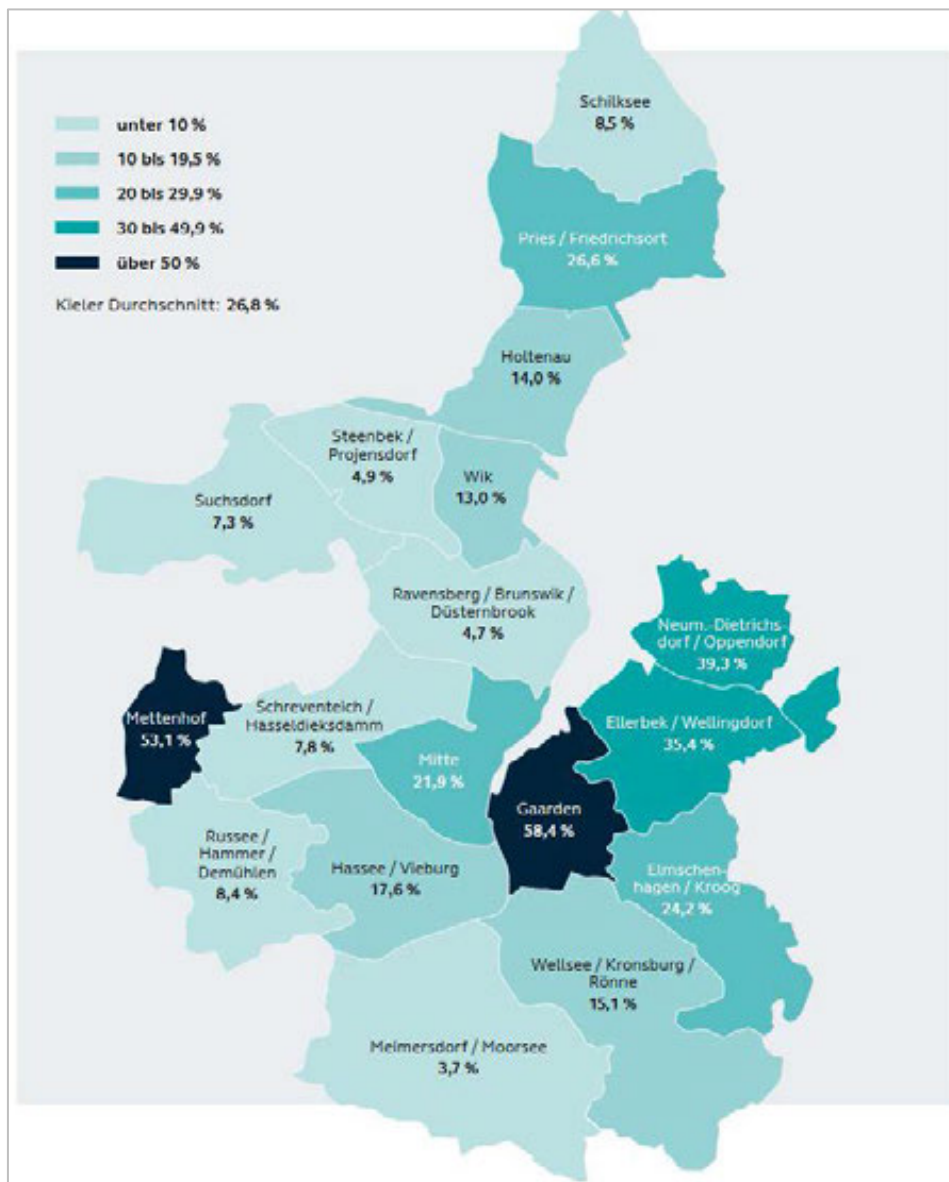 unter 10 %
10 bis 19,5 %
20 bis 29,9 %
30 bis 49,9 %
über 50 %
Kieler Durchschnitt: 26,8 %
Schilksee
8,5 %
Pries / Friedrichsort
26,6 %
Holtenau
14,0 %
Steenbek /
Projensdorf
4,9 %
Wik
13,0 %
Suchsdorf
7,3 %
Ravensberg / Brunswik /
Düsternbrook
4,7 %
Neum.-Dietrichs
dorf / Oppendorf
39,3 %
Mettenhof
53,1 %
Schreventeich /
Hasseldieksdamm
7,8 %
Ellerbek / Wellingdorf
35,4 %
Mitte
21,9 %
Gaarden
58,4 %
Russee /
Hammer /
Demühlen
8,4 %
Hassee / Vieburg
17,6 %
Elmschen-
hagen / Kroog
24,2 %
Wellsee / Kronsburg /
Rönne
15,1 %
Meimersdorf / Moorsee
3,7 %